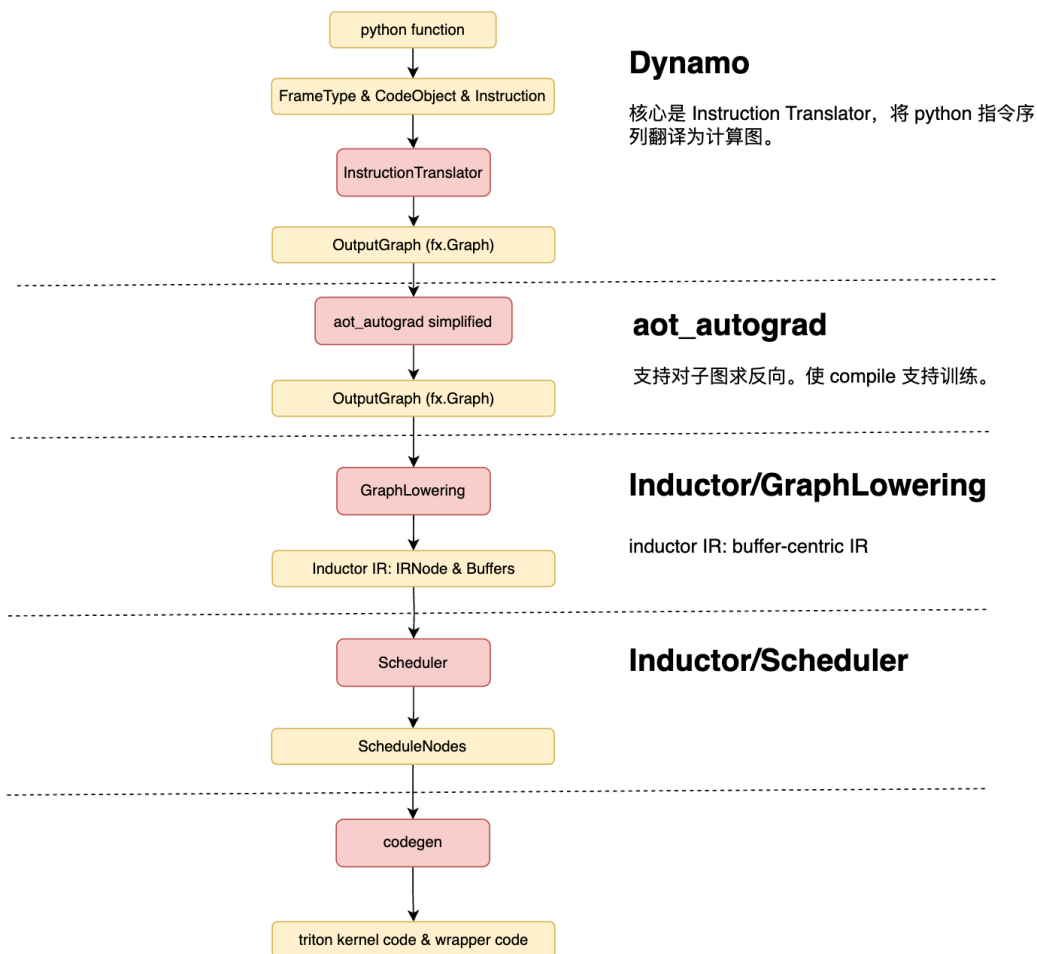 python function
Dynamo
FrameType & CodeObject & Instruction
核心是 Instruction Translator，将 python 指令序
列翻译为计算图。
InstructionTranslator
OutputGraph (fx.Graph)
aot_autograd simplified
aot_autograd
支持对子图求反向。使 compile 支持训练。
OutputGraph (fx.Graph)
GraphLowering
Inductor/GraphLowering
inductor IR: buffer-centric IR
Inductor IR: IRNode & Buffers
Scheduler
Inductor/Scheduler
ScheduleNodes
codegen
triton kernel code & wrapper code